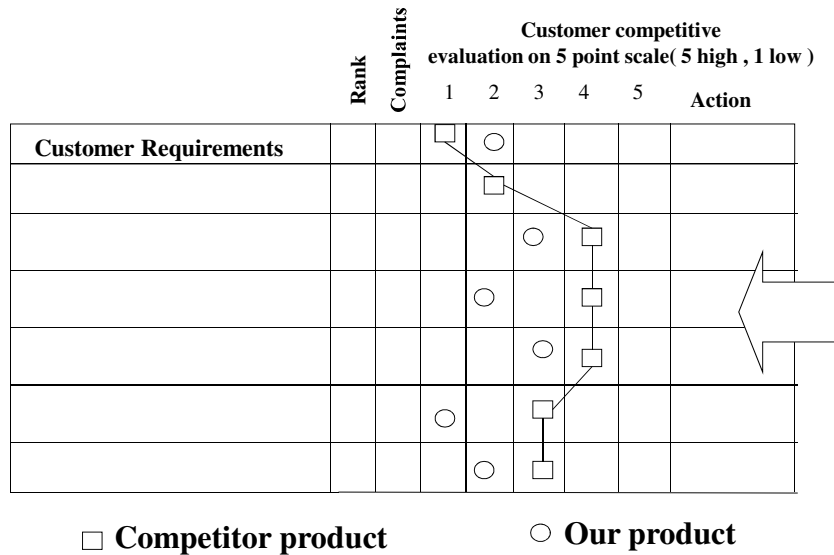 Customer competitive
evaluation on 5 point scale( 5 high , 1 low )
Rank
Complaints
1 2 3 4 5 Action
Customer Requirements
Competitor product
Our product